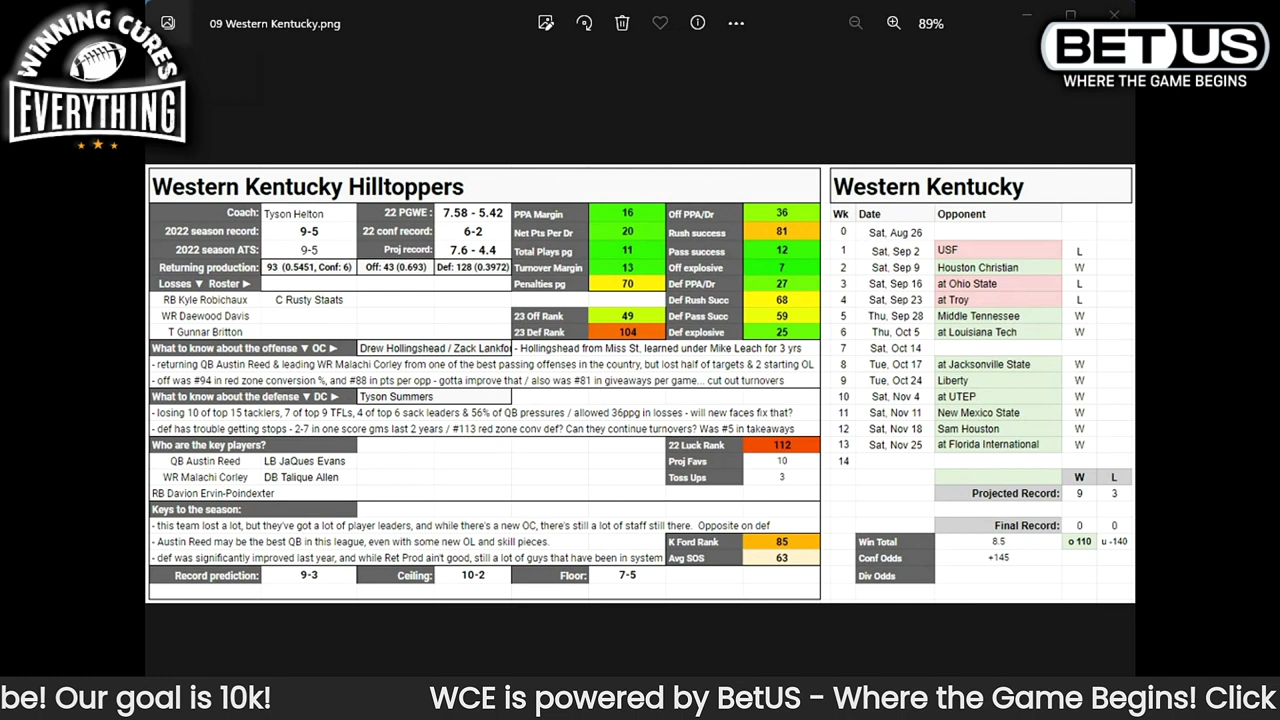 09 Western Kentucky.png
89%
WINNING CURES
EVERYTHING
BETUS
WHERE THE GAME BEGINS
Western Kentucky Hilltoppers
Coach: Tyson Helton 22 PGWE : 7.58 - 5.42 PPA Margin 16 Off PPA/Dr 36
2022 season record: 9-5 22 conf record: 6-2 Net Pts Per Dr 20 Rush success 81
2022 season ATS: 9-5 Proj record: 7.6 - 4.4 Total Plays pg 11 Pass success 12
Returning production: 93 (0.5451, Conf: 6) Off: 43 (0.693) Def: 128 (0.3972) Turnover Margin 13 Off explosive 7
Losses ▼ Roster ► Penalties pg 70 Def PPA/Dr 27
RB Kyle Robichaux C Rusty Staats Def Rush Succ 68
WR Daewood Davis 23 Off Rank 49 Def Pass Succ 59
T Gunnar Britton 23 Def Rank 104 Def explosive 25
What to know about the offense ▼ OC ► Drew Hollingshead / Zack Lankfor - Hollingshead from Miss St, learned under Mike Leach for 3 yrs
- returning QB Austin Reed & leading WR Malachi Corley from one of the best passing offenses in the country, but lost half of targets & 2 starting OL
- off was #94 in red zone conversion %, and #88 in pts per opp - gotta improve that / also was #81 in giveaways per game... cut out turnovers
What to know about the defense ▼ DC ► Tyson Summers
- losing 10 of top 15 tacklers, 7 of top 9 TFLs, 4 of top 6 sack leaders & 56% of QB pressures / allowed 36ppg in losses - will new faces fix that?
- def has trouble getting stops - 2-7 in one score gms last 2 years / #113 red zone conv def? Can they continue turnovers? Was #5 in takeaways
Who are the key players? 22 Luck Rank 112
QB Austin Reed LB JaQues Evans Proj Favs 10
WR Malachi Corley DB Talique Allen Toss Ups 3
RB Davion Ervin-Poindexter
Keys to the season:
- this team lost a lot, but they've got a lot of player leaders, and while there's a new OC, there's still a lot of staff still there. Opposite on def
- Austin Reed may be the best QB in this league, even with some new OL and skill pieces. K Ford Rank 85
- def was significantly improved last year, and while Ret Prod ain't good, still a lot of guys that have been in system Avg SOS 63
Record prediction: 9-3 Ceiling: 10-2 Floor: 7-5
Western Kentucky
Wk Date Opponent
0 Sat, Aug 26
1 Sat, Sep 2 USF L
2 Sat, Sep 9 Houston Christian W
3 Sat, Sep 16 at Ohio State L
4 Sat, Sep 23 at Troy L
5 Thu, Sep 28 Middle Tennessee W
6 Thu, Oct 5 at Louisiana Tech W
7 Sat, Oct 14
8 Tue, Oct 17 at Jacksonville State W
9 Tue, Oct 24 Liberty W
10 Sat, Nov 4 at UTEP W
11 Sat, Nov 11 New Mexico State W
12 Sat, Nov 18 Sam Houston W
13 Sat, Nov 25 at Florida International W
14
W L
Projected Record: 9 3
Final Record: 0 0
Win Total 8.5 o 110 u -140
Conf Odds +145
Div Odds
be! Our goal is 10k! WCE is powered by BetUS - Where the Game Begins! Click